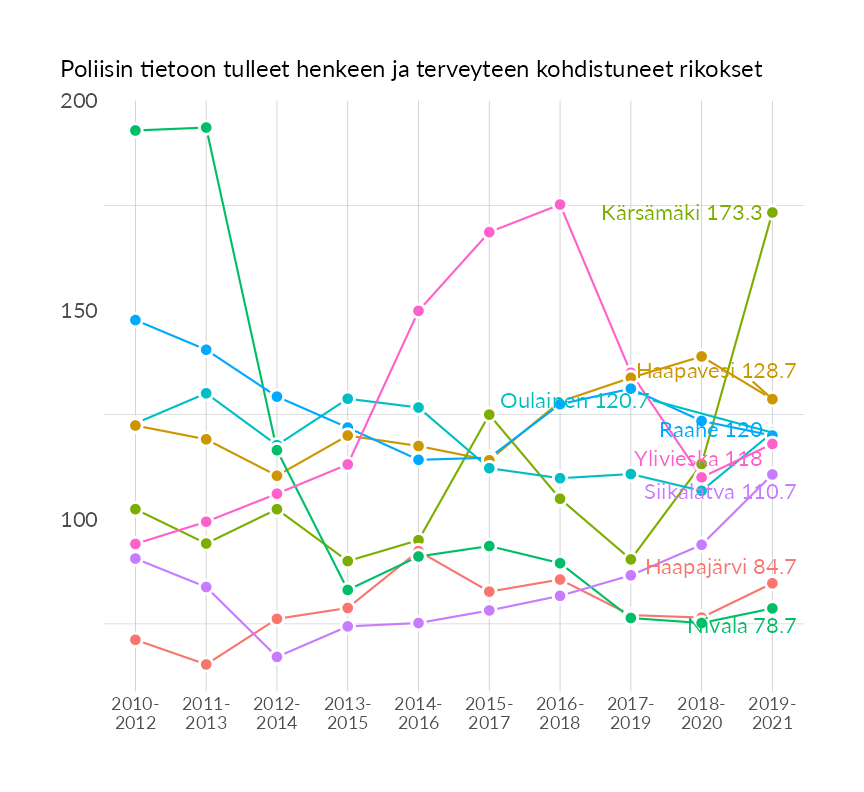 Poliisin tietoon tulleet henkeen ja terveyteen kohdistuneet rikokset
200
Kärsämäki 173.3
150
Haapavesi 128.7
Oulainen 120.7
Raahe 120
Ylivieska 118
Siikalatva 110.7
100
Haapajärvi 84.7
Nivala 78.7
2010- 2011- 2012- 2013- 2014- 2015- 2016- 2017- 2018- 2019-
2012 2013 2014 2015 2016 2017 2018 2019 2020 2021